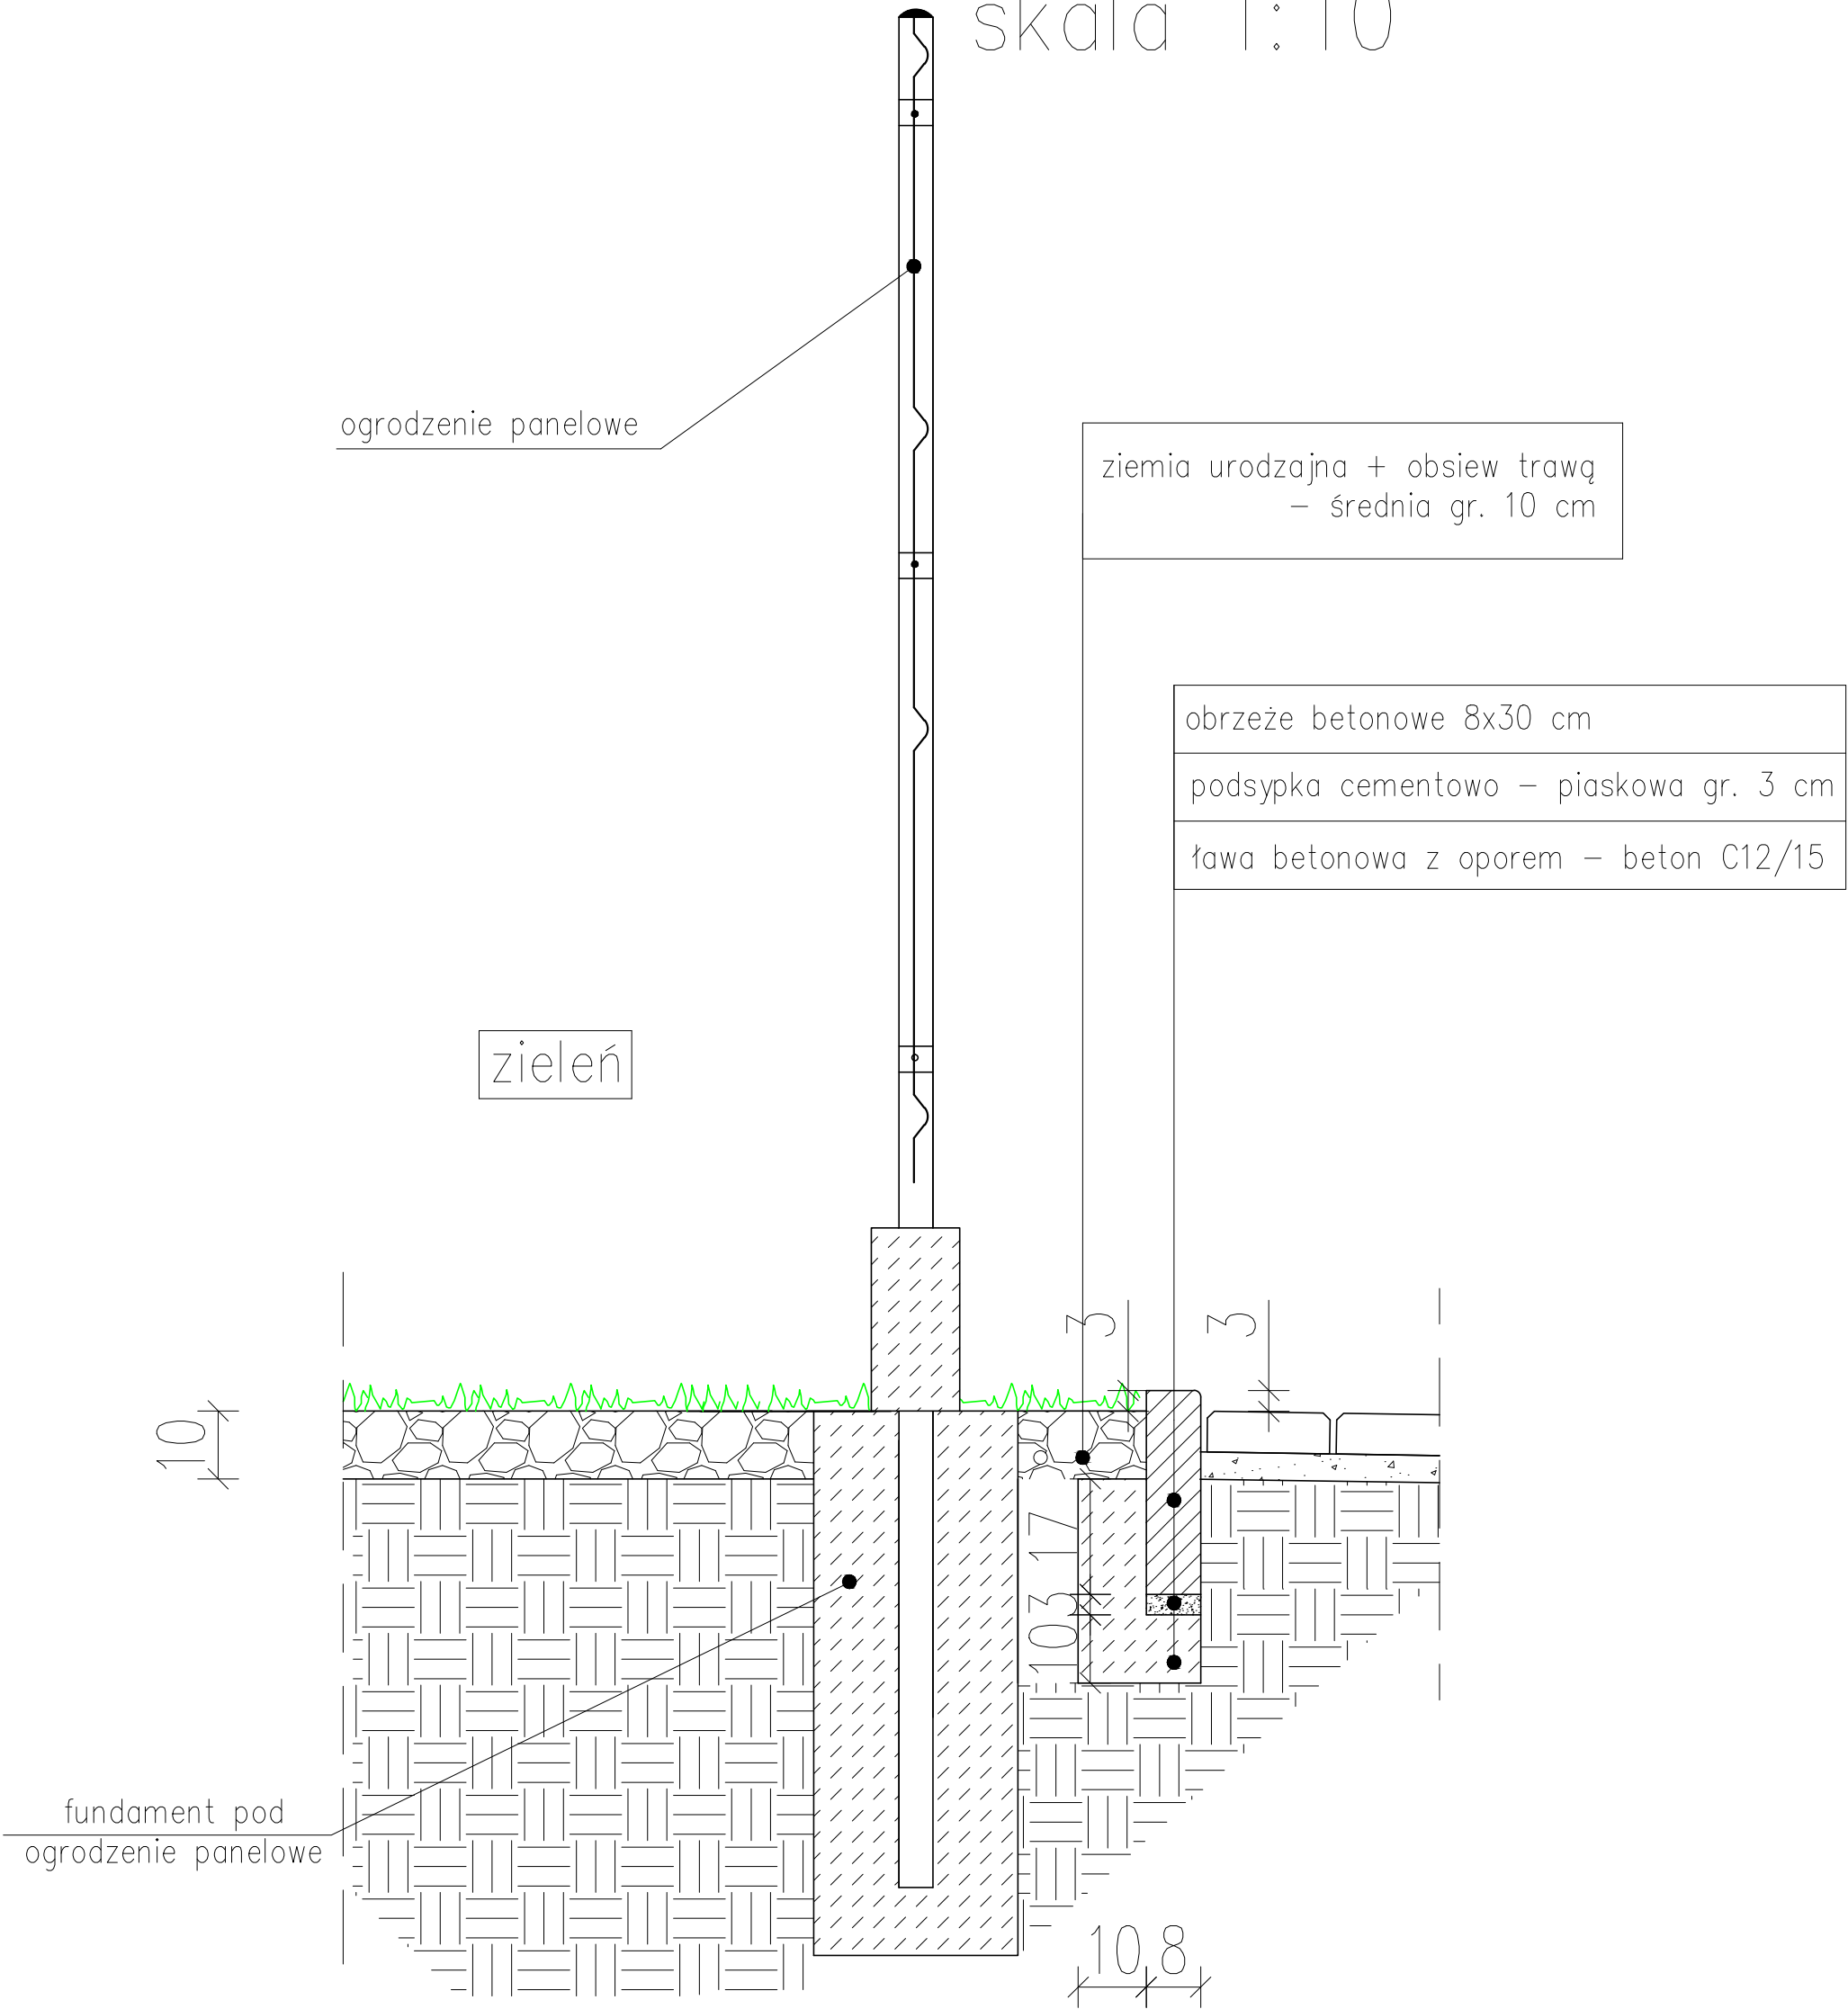 skala 1:10
ogrodzenie panelowe
ziemia urodzajna + obsiew trawą
– średnia gr. 10 cm
obrzeże betonowe 8x30 cm
podsypka cementowo – piaskowa gr. 3 cm
ława betonowa z oporem – beton C12/15
zieleń
3
3
10
17
3
10
fundament pod
ogrodzenie panelowe
10 8